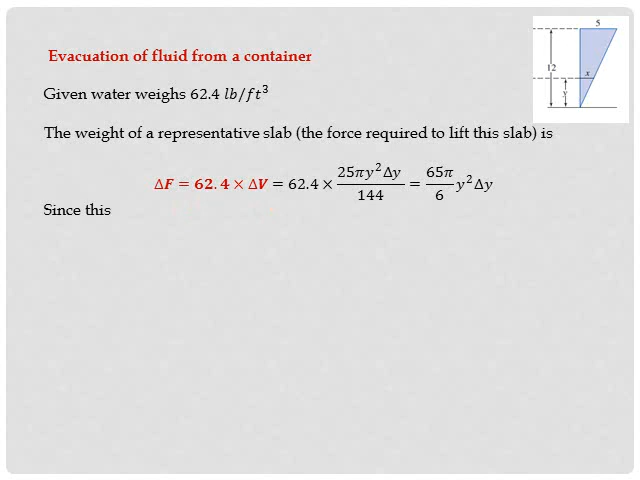 5
Evacuation of fluid from a container
12
x
Given water weighs 62.4 lb/ft³
y
The weight of a representative slab (the force required to lift this slab) is
ΔF = 62.4 × ΔV = 62.4 × 25πy²Δy/144 = 65π/6 y²Δy
Since this